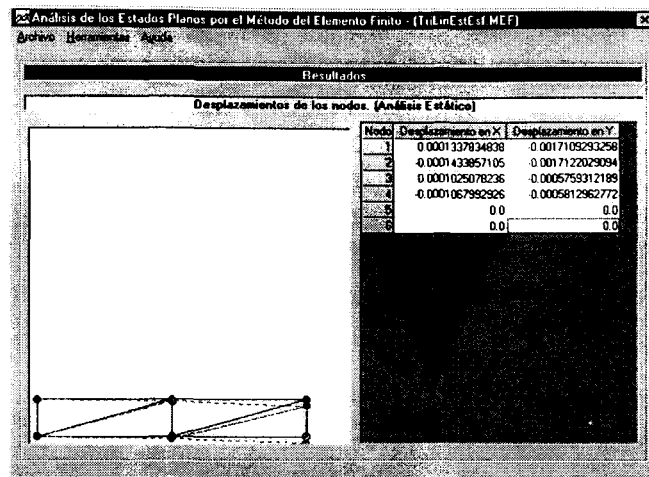 Análisis de los Estados Planos por el Método del Elemento Finito - (TriLinEstEsf.MEF)
Archivo Herramientas Ayuda
Resultados
Desplazamientos de los nodos. (Análisis Estático)
Nodo Desplazamiento en X Desplazamiento en Y
1 0.0001337834838 -0.0017109293258
2 -0.0001433857105 -0.0017122029094
3 0.0001025078236 -0.0005759312189
4 -0.0001067992926 -0.0005812962772
5 0.0 0.0
6 0.0 0.0